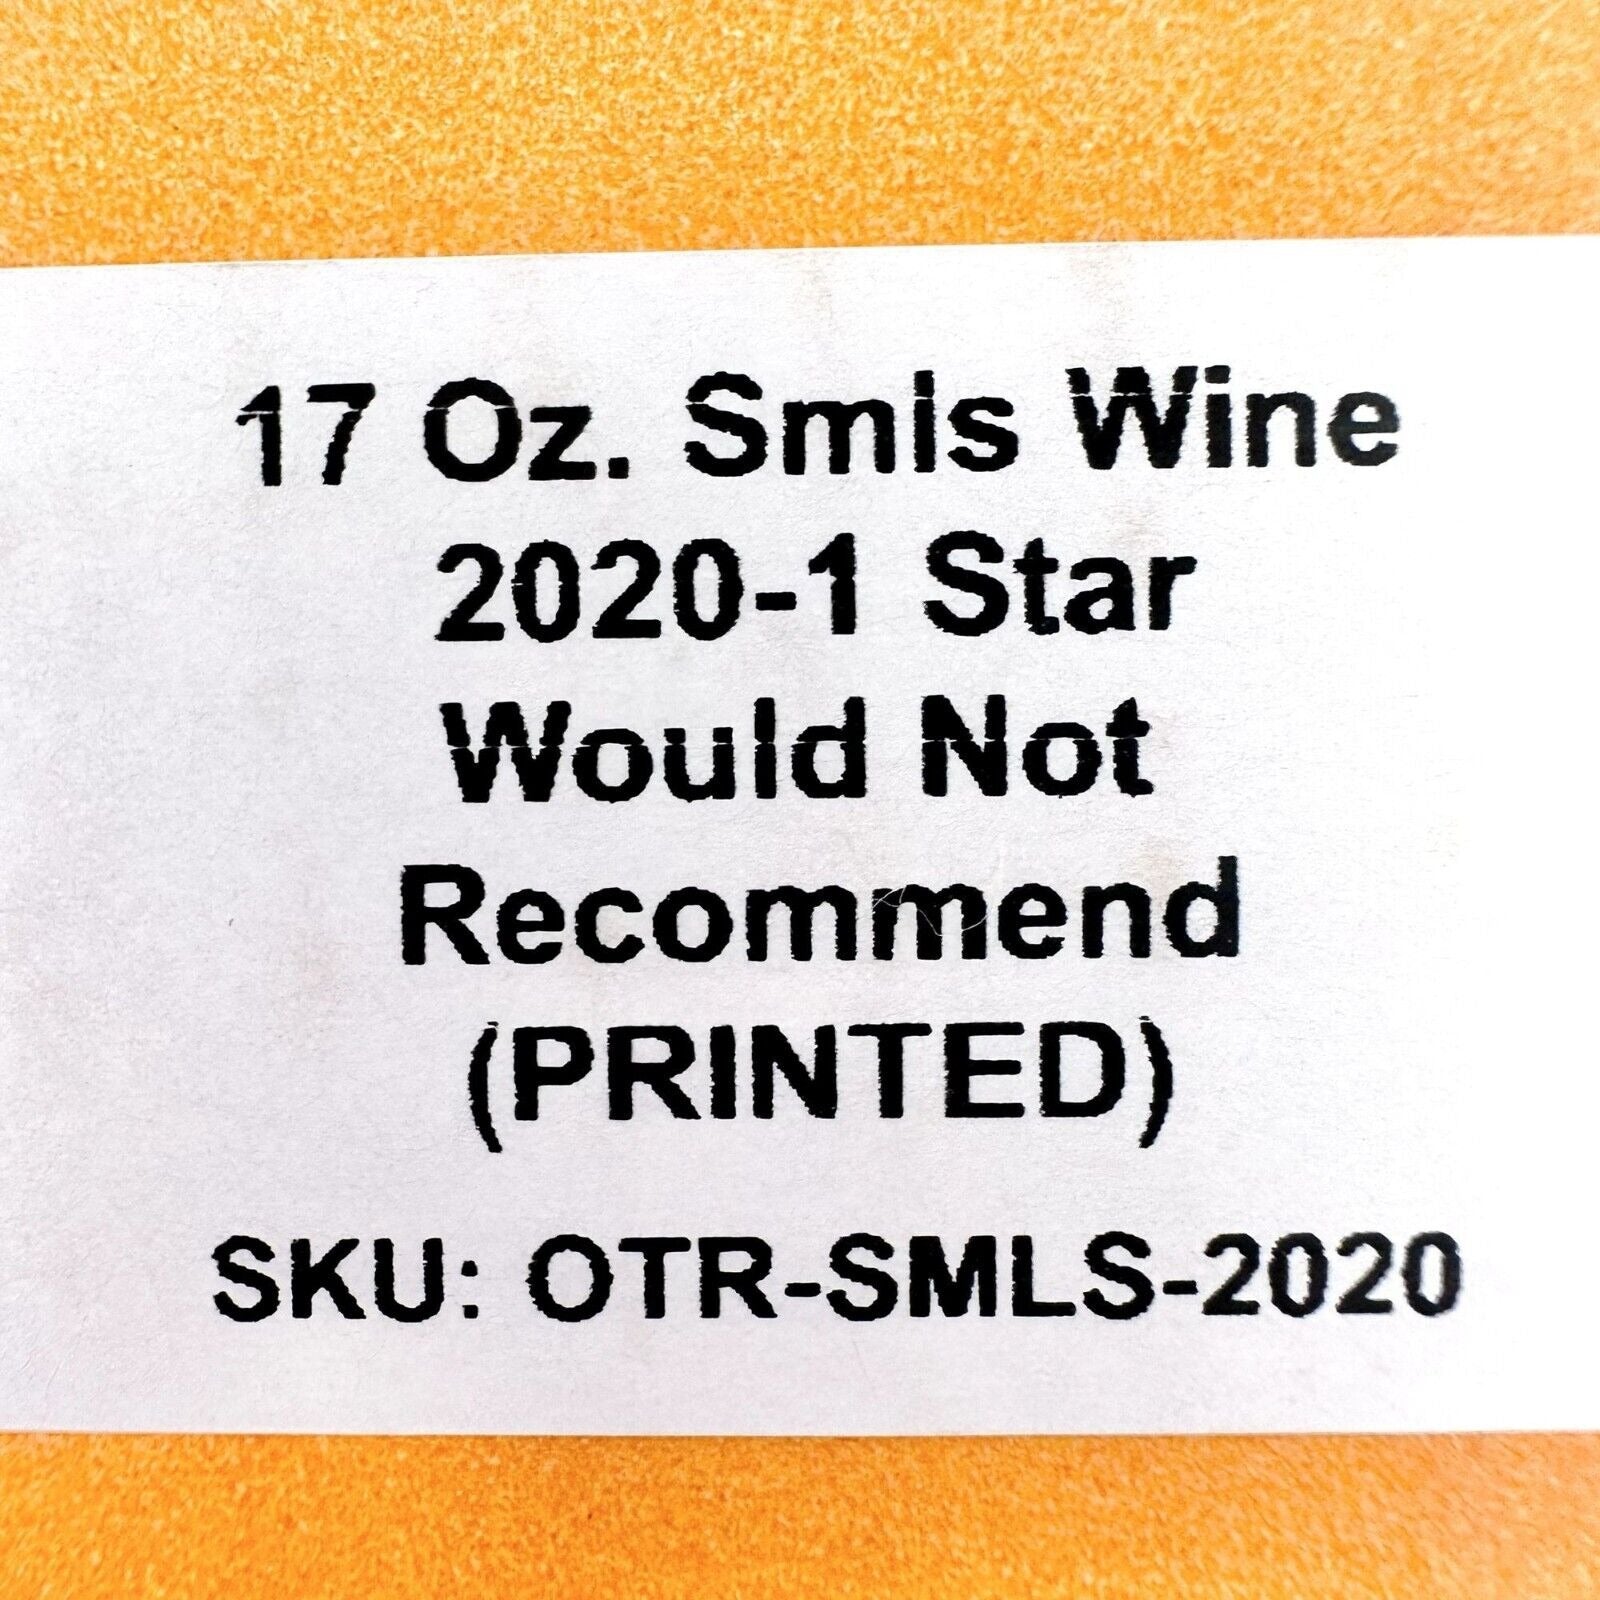 17 Oz. Smls Wine
2020-1 Star
Would Not
Recommend
(PRINTED)
SKU: OTR-SMLS-2020